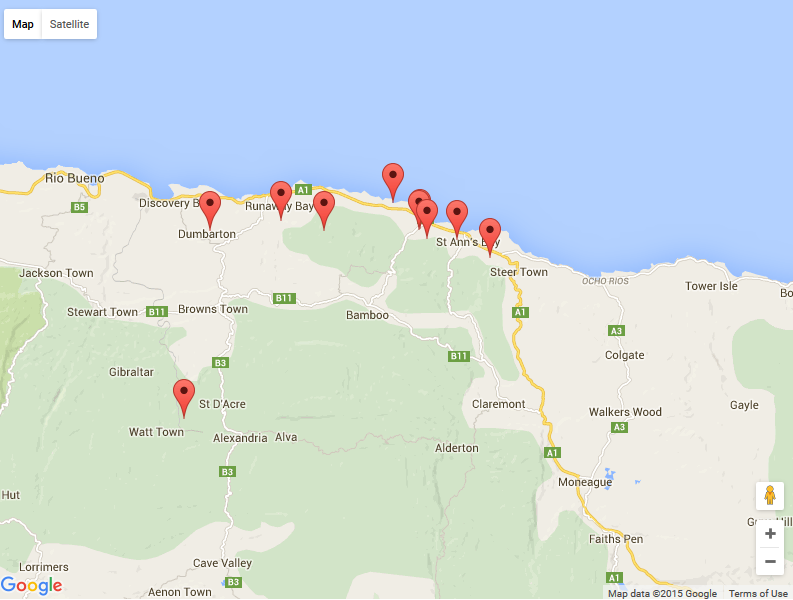 Map Satellite
Rio Bueno
A1
B5
Discovery B
Runaway Bay
Dumbarton
St Ann's Bay
Jackson Town
Steer Town
OCHO RIOS
Tower Isle
Bo
Stewart Town
B11
Browns Town
B11
Bamboo
A1
A3
B11
Colgate
B3
Gibraltar
St D'Acre
Claremont
Walkers Wood
Gayle
A3
Watt Town
Alexandria
Alva
Alderton
A1
B3
Moneague
Hut
Faiths Pen
Cave Valley
Lorrimers
B3
Aenon Town
A1
Google
Map data ©2015 Google Terms of Use